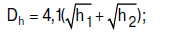 Dₕ = 4,1(√h₁+√h₂);